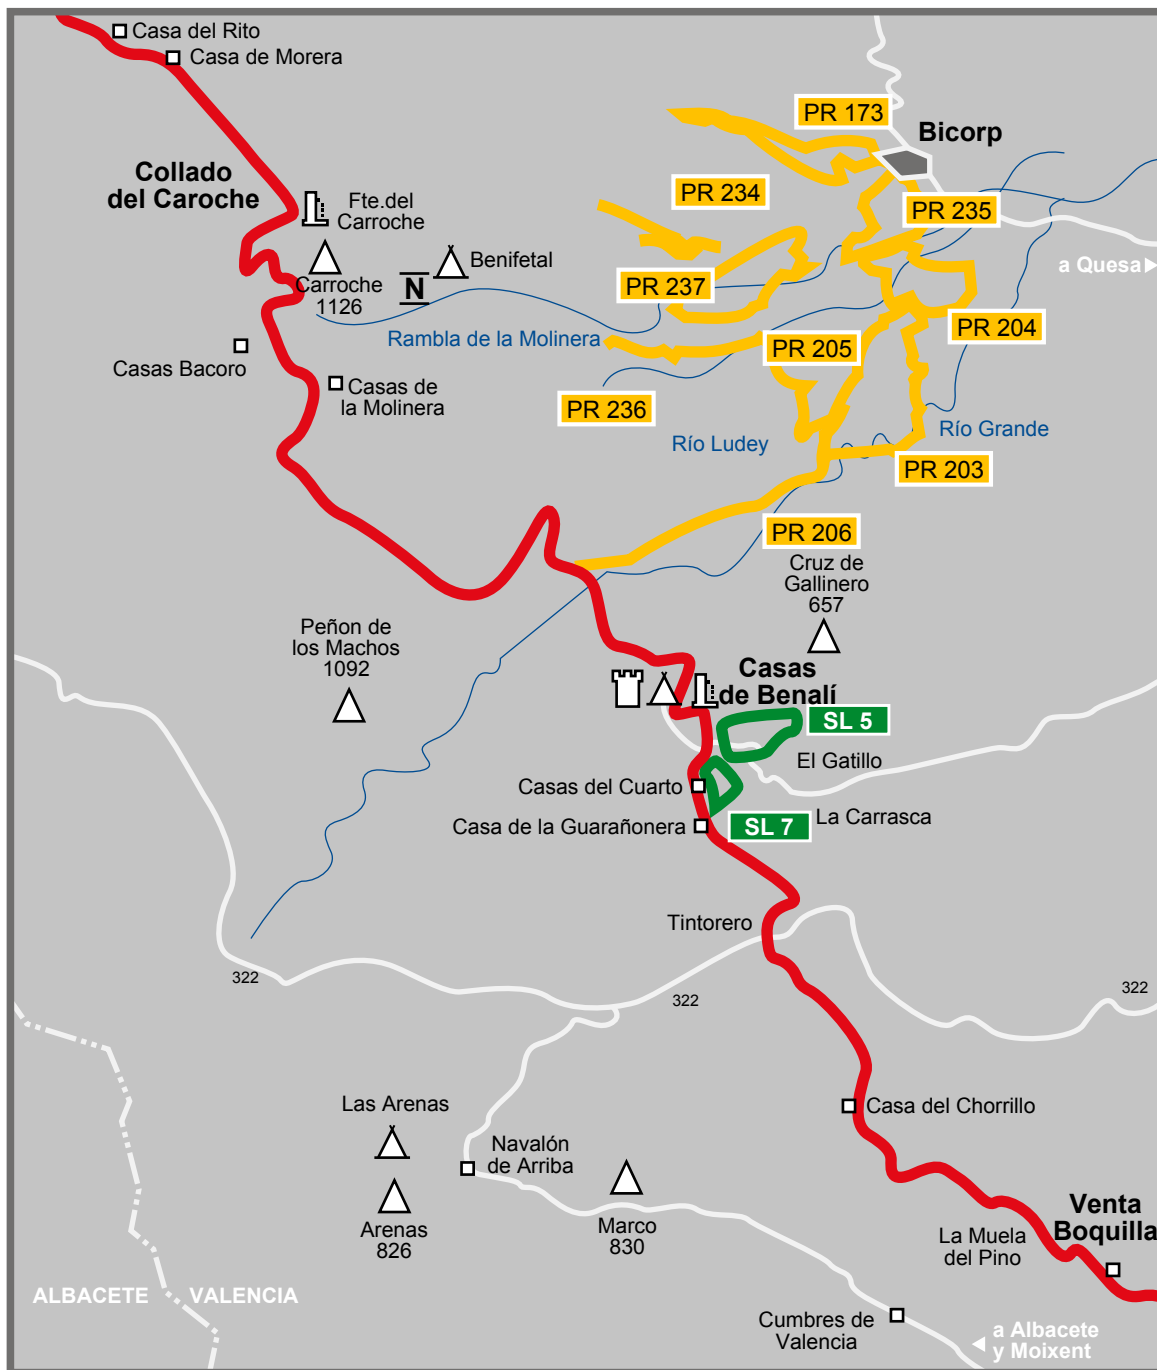 Casa del Rito
Casa de Morera
PR 173
Bicorp
Collado
del Caroche
Fte.del
Carroche
PR 234
PR 235
Benifetal
a Quesa
Carroche
1126
N
PR 237
Rambla de la Molinera
PR 204
PR 205
Casas Bacoro
Casas de
la Molinera
PR 236
Río Ludey
Río Grande
PR 203
PR 206
Cruz de
Gallinero
657
Peñon de
los Machos
1092
Casas
de Benalí
SL 5
El Gatillo
Casas del Cuarto
La Carrasca
Casa de la Guarañonera
SL 7
Tintorero
322
322
322
Las Arenas
Casa del Chorrillo
Navalón
de Arriba
Arenas
826
Marco
830
Venta
Boquilla
La Muela
del Pino
ALBACETE
VALENCIA
Cumbres de
Valencia
a Albacete
y Moixent